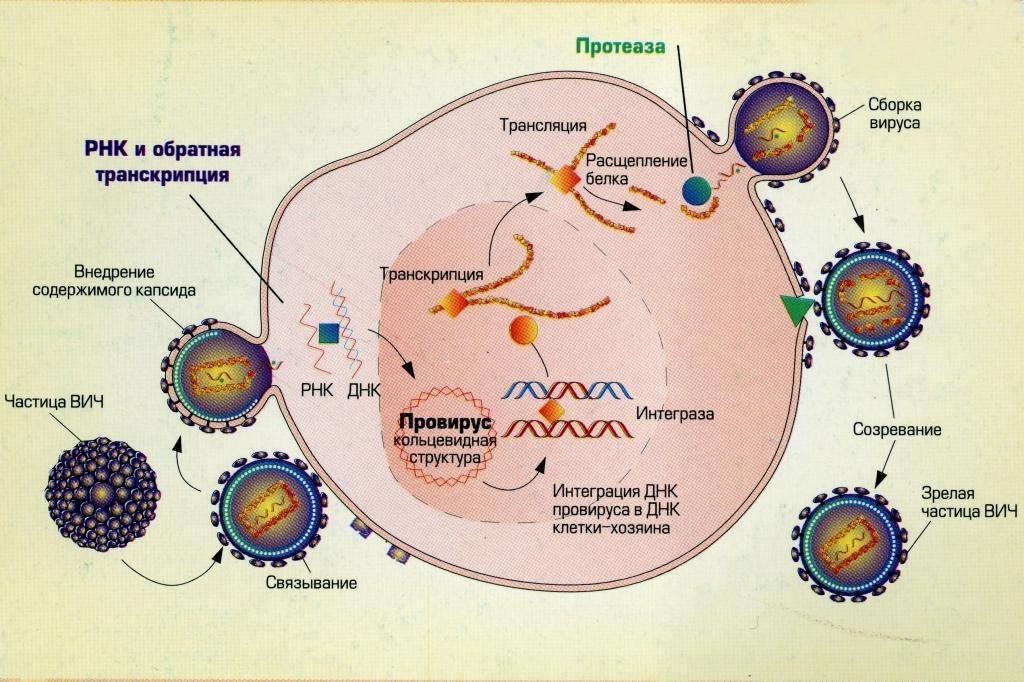 Протеаза
Сборка
вируса
Трансляция
РНК и обратная
транскрипция
Расщепление
белка
Внедрение
содержимого капсида
Транскрипция
РНК
ДНК
Частица ВИЧ
Провирус
кольцевидная
структура
Интеграза
Созревание
Интеграция ДНК
провируса в ДНК
клетки-хозяина
Зрелая
частица ВИЧ
Связывание